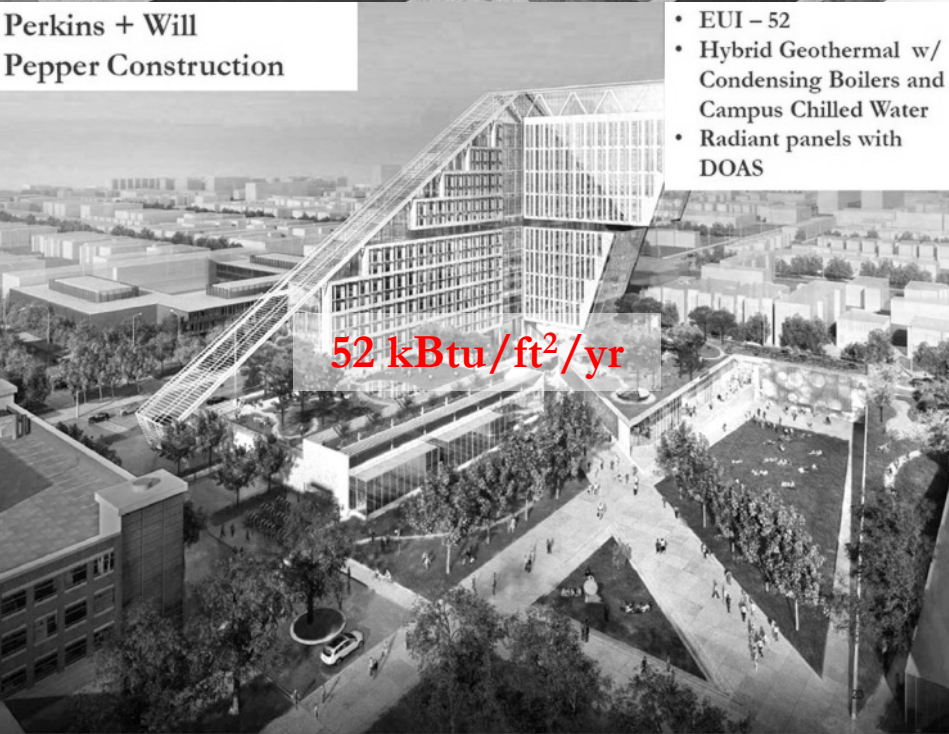 Perkins + Will
Pepper Construction
• EUI – 52
• Hybrid Geothermal w/
Condensing Boilers and
Campus Chilled Water
• Radiant panels with
DOAS
52 kBtu/ft²/yr